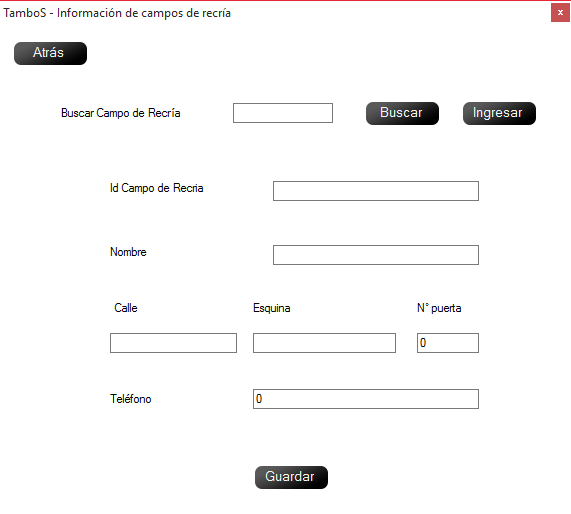 TamboS - Información de campos de recría
x
Atrás
Buscar Campo de Recría
Buscar
Ingresar
Id Campo de Recria
Nombre
Calle
Esquina
N° puerta
0
Teléfono
0
Guardar